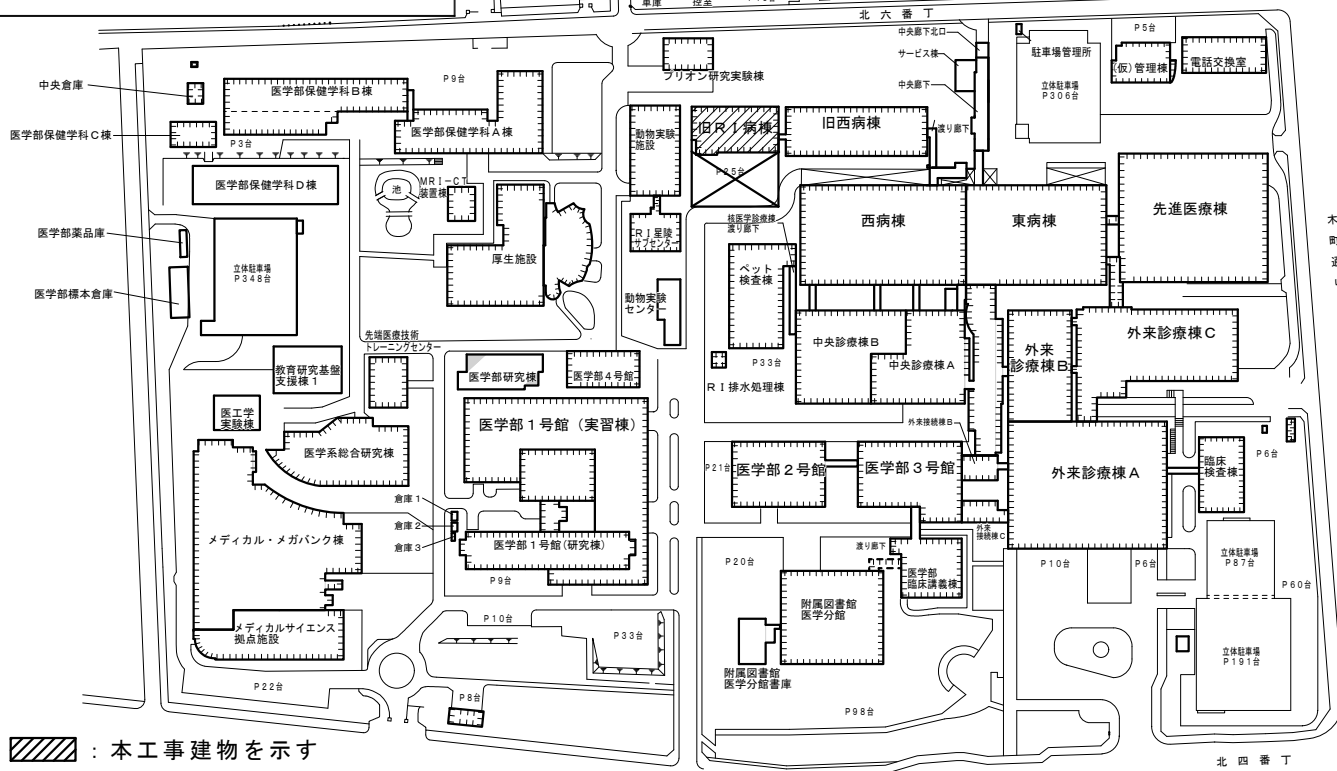 車庫
控室
北六番丁
中央廊下北口
サービス棟
中央廊下
渡り廊下
駐車場管理所
立体駐車場
P306台
P5台
(仮)管理棟
電話交換室
プリオン研究実験棟
中央倉庫
P9台
医学部保健学科B棟
医学部保健学科A棟
医学部保健学科C棟
P3台
医学部保健学科D棟
動物実験
施設
旧RI病棟
旧西病棟
P25台
池
MRI-CT
装置棟
RI星陵
サブセンター
核医学診療棟
渡り廊下
西病棟
東病棟
先進医療棟
木
町
通
り
医学部薬品庫
立体駐車場
P348台
医学部標本倉庫
厚生施設
ペット
検査棟
動物実験
センター
先端医療技術
トレーニングセンター
教育研究基盤
支援棟1
医学部研究棟
医学部4号館
P33台
RI排水処理棟
中央診療棟B
中央診療棟A
外来
診療棟B
外来診療棟C
医工学
実験棟
医学系総合研究棟
医学部1号館(実習棟)
外来接続棟B
P21台
医学部2号館
医学部3号館
外来診療棟A
臨床
検査棟
P6台
倉庫1
倉庫2
倉庫3
メディカル・メガバンク棟
医学部1号館(研究棟)
P9台
外来
接続棟C
渡り廊下
医学部
臨床講義棟
P20台
P10台
P6台
立体駐車場
P87台
P60台
附属図書館
医学分館
P10台
P33台
メディカルサイエンス
拠点施設
立体駐車場
P191台
附属図書館
医学分館書庫
P22台
P8台
P98台
:本工事建物を示す
北四番丁